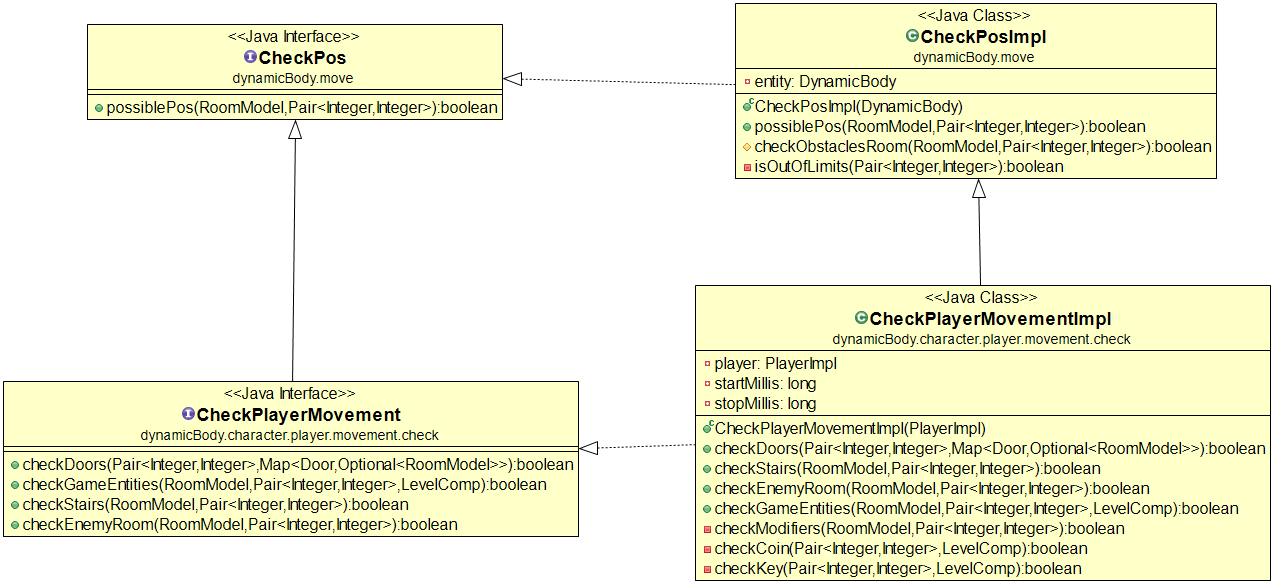 <<Java Interface>>
CheckPos
dynamicBody.move
possiblePos(RoomModel,Pair<Integer,Integer>):boolean
<<Java Class>>
CheckPosImpl
dynamicBody.move
entity: DynamicBody
CheckPosImpl(DynamicBody)
possiblePos(RoomModel,Pair<Integer,Integer>):boolean
checkObstaclesRoom(RoomModel,Pair<Integer,Integer>):boolean
isOutOfLimits(Pair<Integer,Integer>):boolean
<<Java Interface>>
CheckPlayerMovement
dynamicBody.character.player.movement.check
checkDoors(Pair<Integer,Integer>,Map<Door,Optional<RoomModel>>):boolean
checkGameEntities(RoomModel,Pair<Integer,Integer>,LevelComp):boolean
checkStairs(RoomModel,Pair<Integer,Integer>):boolean
checkEnemyRoom(RoomModel,Pair<Integer,Integer>):boolean
<<Java Class>>
CheckPlayerMovementImpl
dynamicBody.character.player.movement.check
player: PlayerImpl
startMillis: long
stopMillis: long
CheckPlayerMovementImpl(PlayerImpl)
checkDoors(Pair<Integer,Integer>,Map<Door,Optional<RoomModel>>):boolean
checkStairs(RoomModel,Pair<Integer,Integer>):boolean
checkEnemyRoom(RoomModel,Pair<Integer,Integer>):boolean
checkGameEntities(RoomModel,Pair<Integer,Integer>,LevelComp):boolean
checkModifiers(RoomModel,Pair<Integer,Integer>):boolean
checkCoin(Pair<Integer,Integer>,LevelComp):boolean
checkKey(Pair<Integer,Integer>,LevelComp):boolean